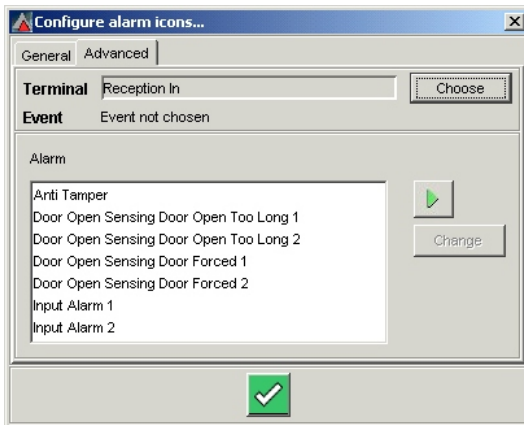 Configure alarm icons...
General Advanced
Terminal Reception In Choose
Event Event not chosen
Alarm
Anti Tamper
Door Open Sensing Door Open Too Long 1
Door Open Sensing Door Open Too Long 2
Change
Door Open Sensing Door Forced 1
Door Open Sensing Door Forced 2
Input Alarm 1
Input Alarm 2